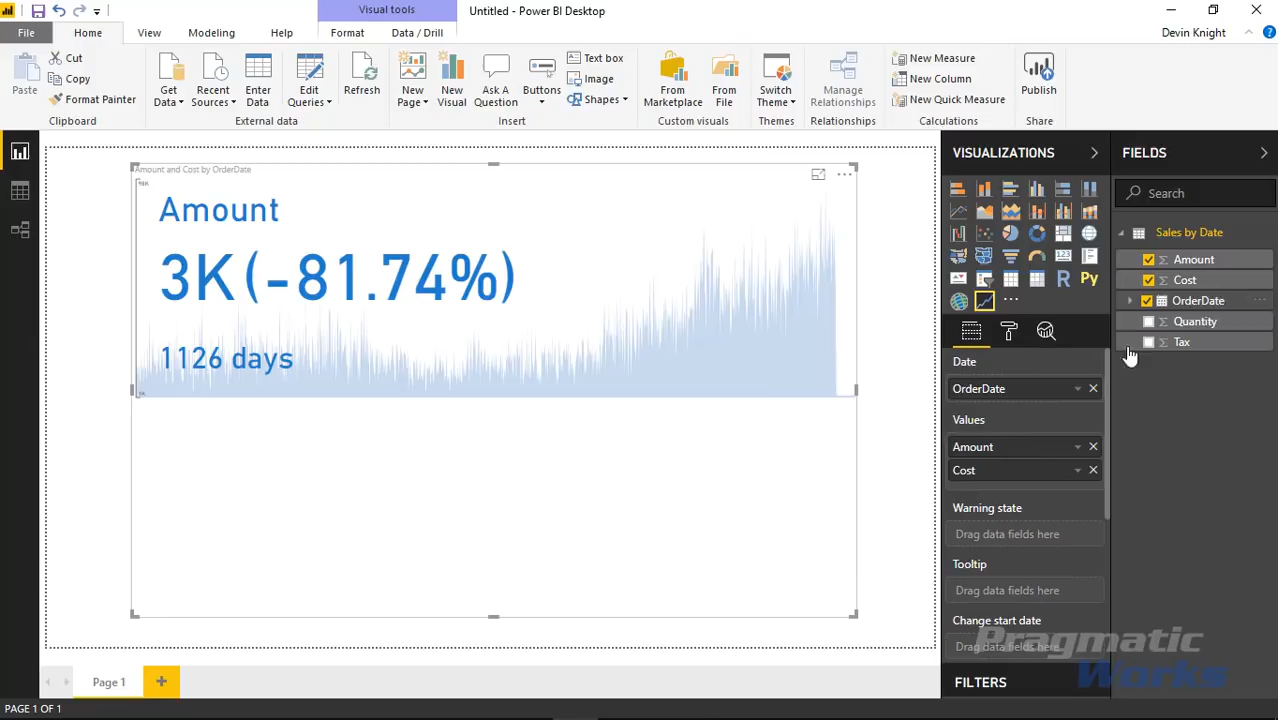 Visual tools
Untitled - Power BI Desktop
File
Home
View
Modeling
Help
Format
Data / Drill
Devin Knight
Paste
Cut
Copy
Format Painter
Clipboard
Get Data
Recent Sources
Enter Data
Edit Queries
External data
Refresh
New Page
New Visual
Ask A Question
Buttons
Text box
Image
Shapes
Insert
From Marketplace
From File
Custom visuals
Switch Theme
Themes
Manage Relationships
Relationships
New Measure
New Column
New Quick Measure
Calculations
Publish
Share
Amount and Cost by OrderDate
Amount
3K(-81.74%)
1126 days
VISUALIZATIONS
123
R
Py
Date
OrderDate
Values
Amount
Cost
Warning state
Drag data fields here
Tooltip
Drag data fields here
Change start date
Drag data fields here
FILTERS
FIELDS
Search
Sales by Date
Amount
Cost
OrderDate
Quantity
Tax
Pragmatic
Works
Page 1
PAGE 1 OF 1